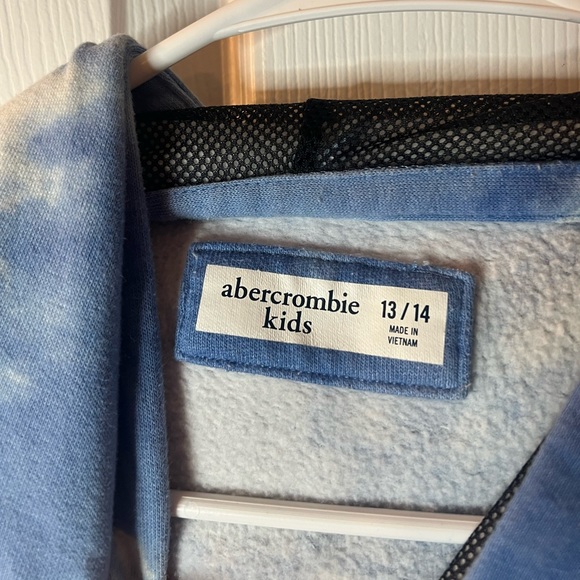 abercrombie
kids
13 / 14
MADE IN
VIETNAM